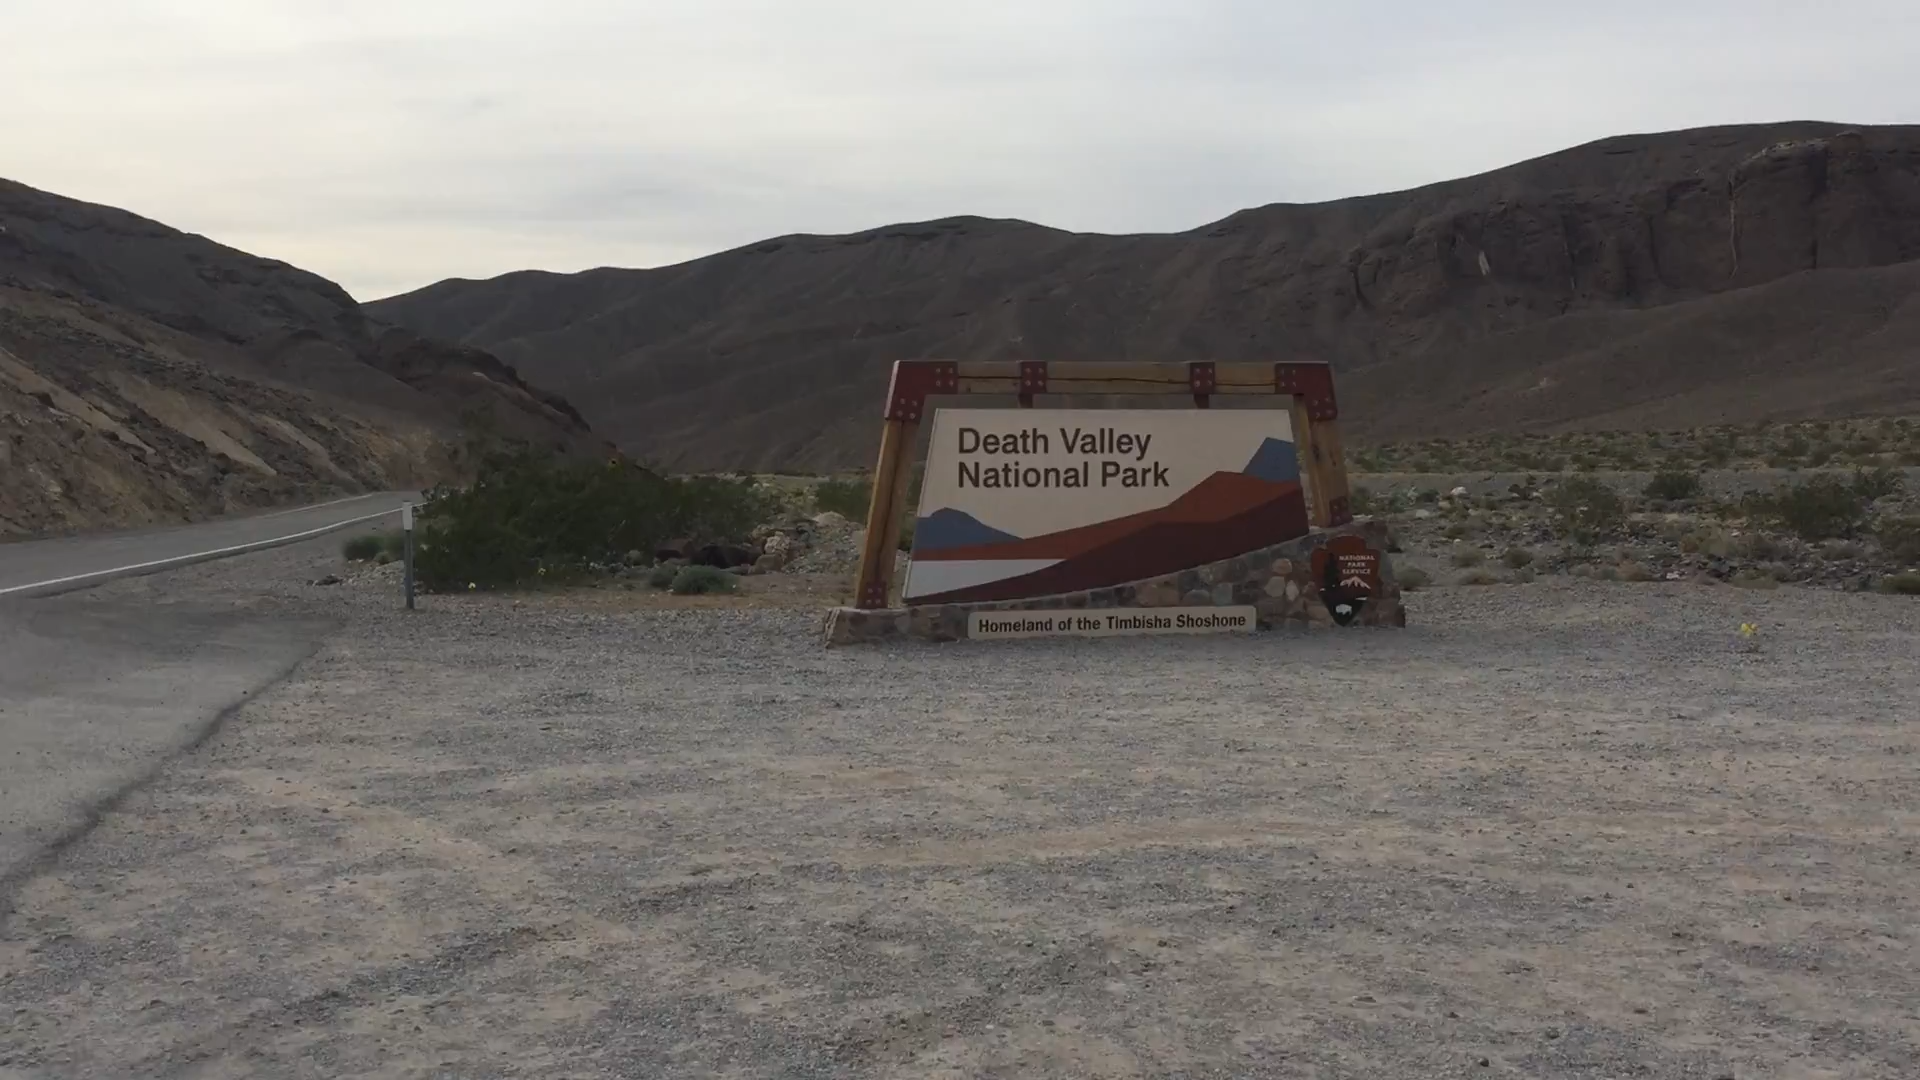 Death Valley
National Park
NATIONAL
PARK
SERVICE
Homeland of the Timbisha Shoshone